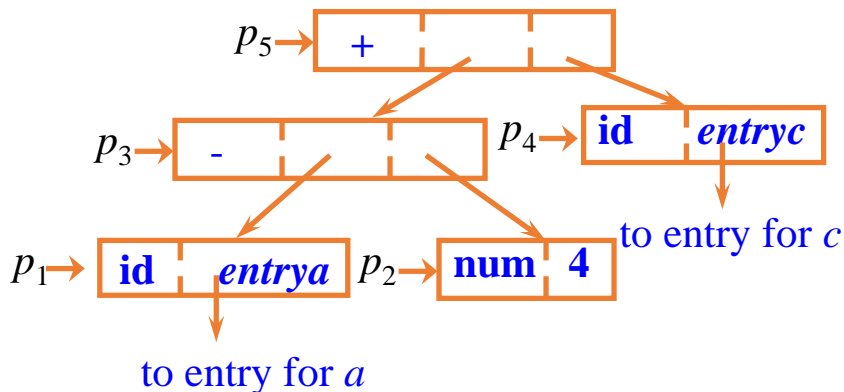 p5 +
p3 - p4 id entryc
to entry for c
p1 id entrya p2 num 4
to entry for a